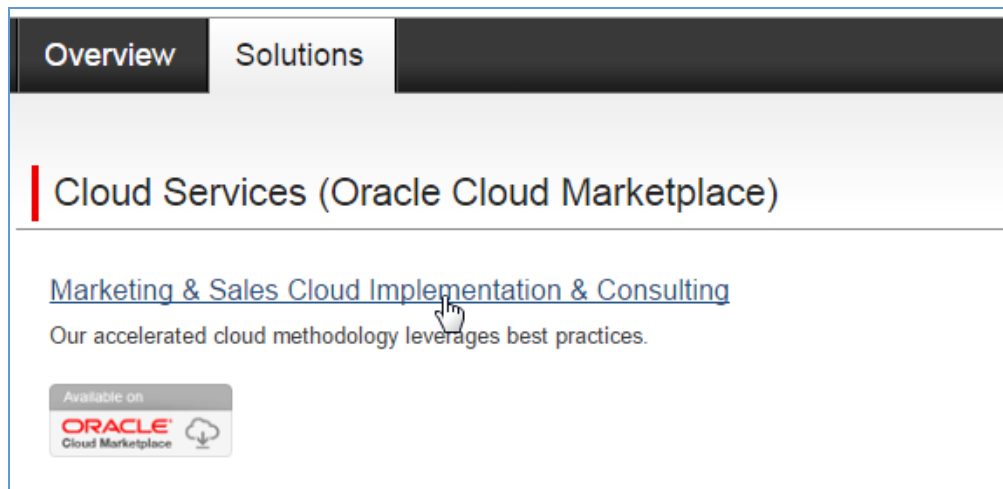 Overview Solutions
Cloud Services (Oracle Cloud Marketplace)
Marketing & Sales Cloud Implementation & Consulting
Our accelerated cloud methodology leverages best practices.
Available on
ORACLE®
Cloud Marketplace